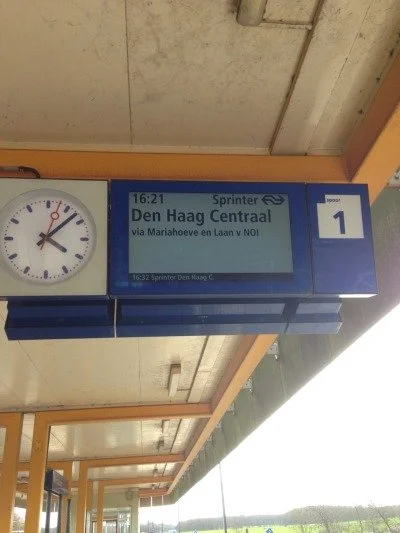 16:21 Sprinter
Den Haag Centraal
via Mariahoeve en Laan v NOI
16:32 Sprinter Den Haag C.
spoor
1